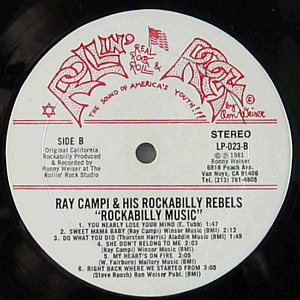 ROLLIN' ROCK
REAL
ROCK
ROLL &
THE SOUND OF AMERICA'S YOUTH!!!
by Ron Weiser
SIDE B
Original California
Rockabilly Produced
& Recorded by
Ronny Weiser at The
Rollin' Rock Studio
STEREO
LP-023-B
℗ © 1981
Ronny Weiser
6918 Peach Ave.
Van Nuys, CA 91406
Tel. (213) 781-4805
RAY CAMPI & HIS ROCKABILLY REBELS
"ROCKABILLY MUSIC"
1. YOU NEARLY LOSE YOUR MIND (E. Tubb) 1:47
2. SWEET MAMA BABY (Ray Campi) Winsor Music (BMI) 2:13
3. DO WHAT YOU DID (Thurston Harris) Aladdin Music (BMI) 1:48
4. SHE DON'T BELONG TO ME 2:03
(Ray Campi) Winsor Music (BMI)
5. MY HEART'S ON FIRE 2:03
(W. Fairburn) Mallory Music (BMI)
6. RIGHT BACK WHERE WE STARTED FROM 3:05
(Steve Roosh) Ron Weiser Publ. (BMI)